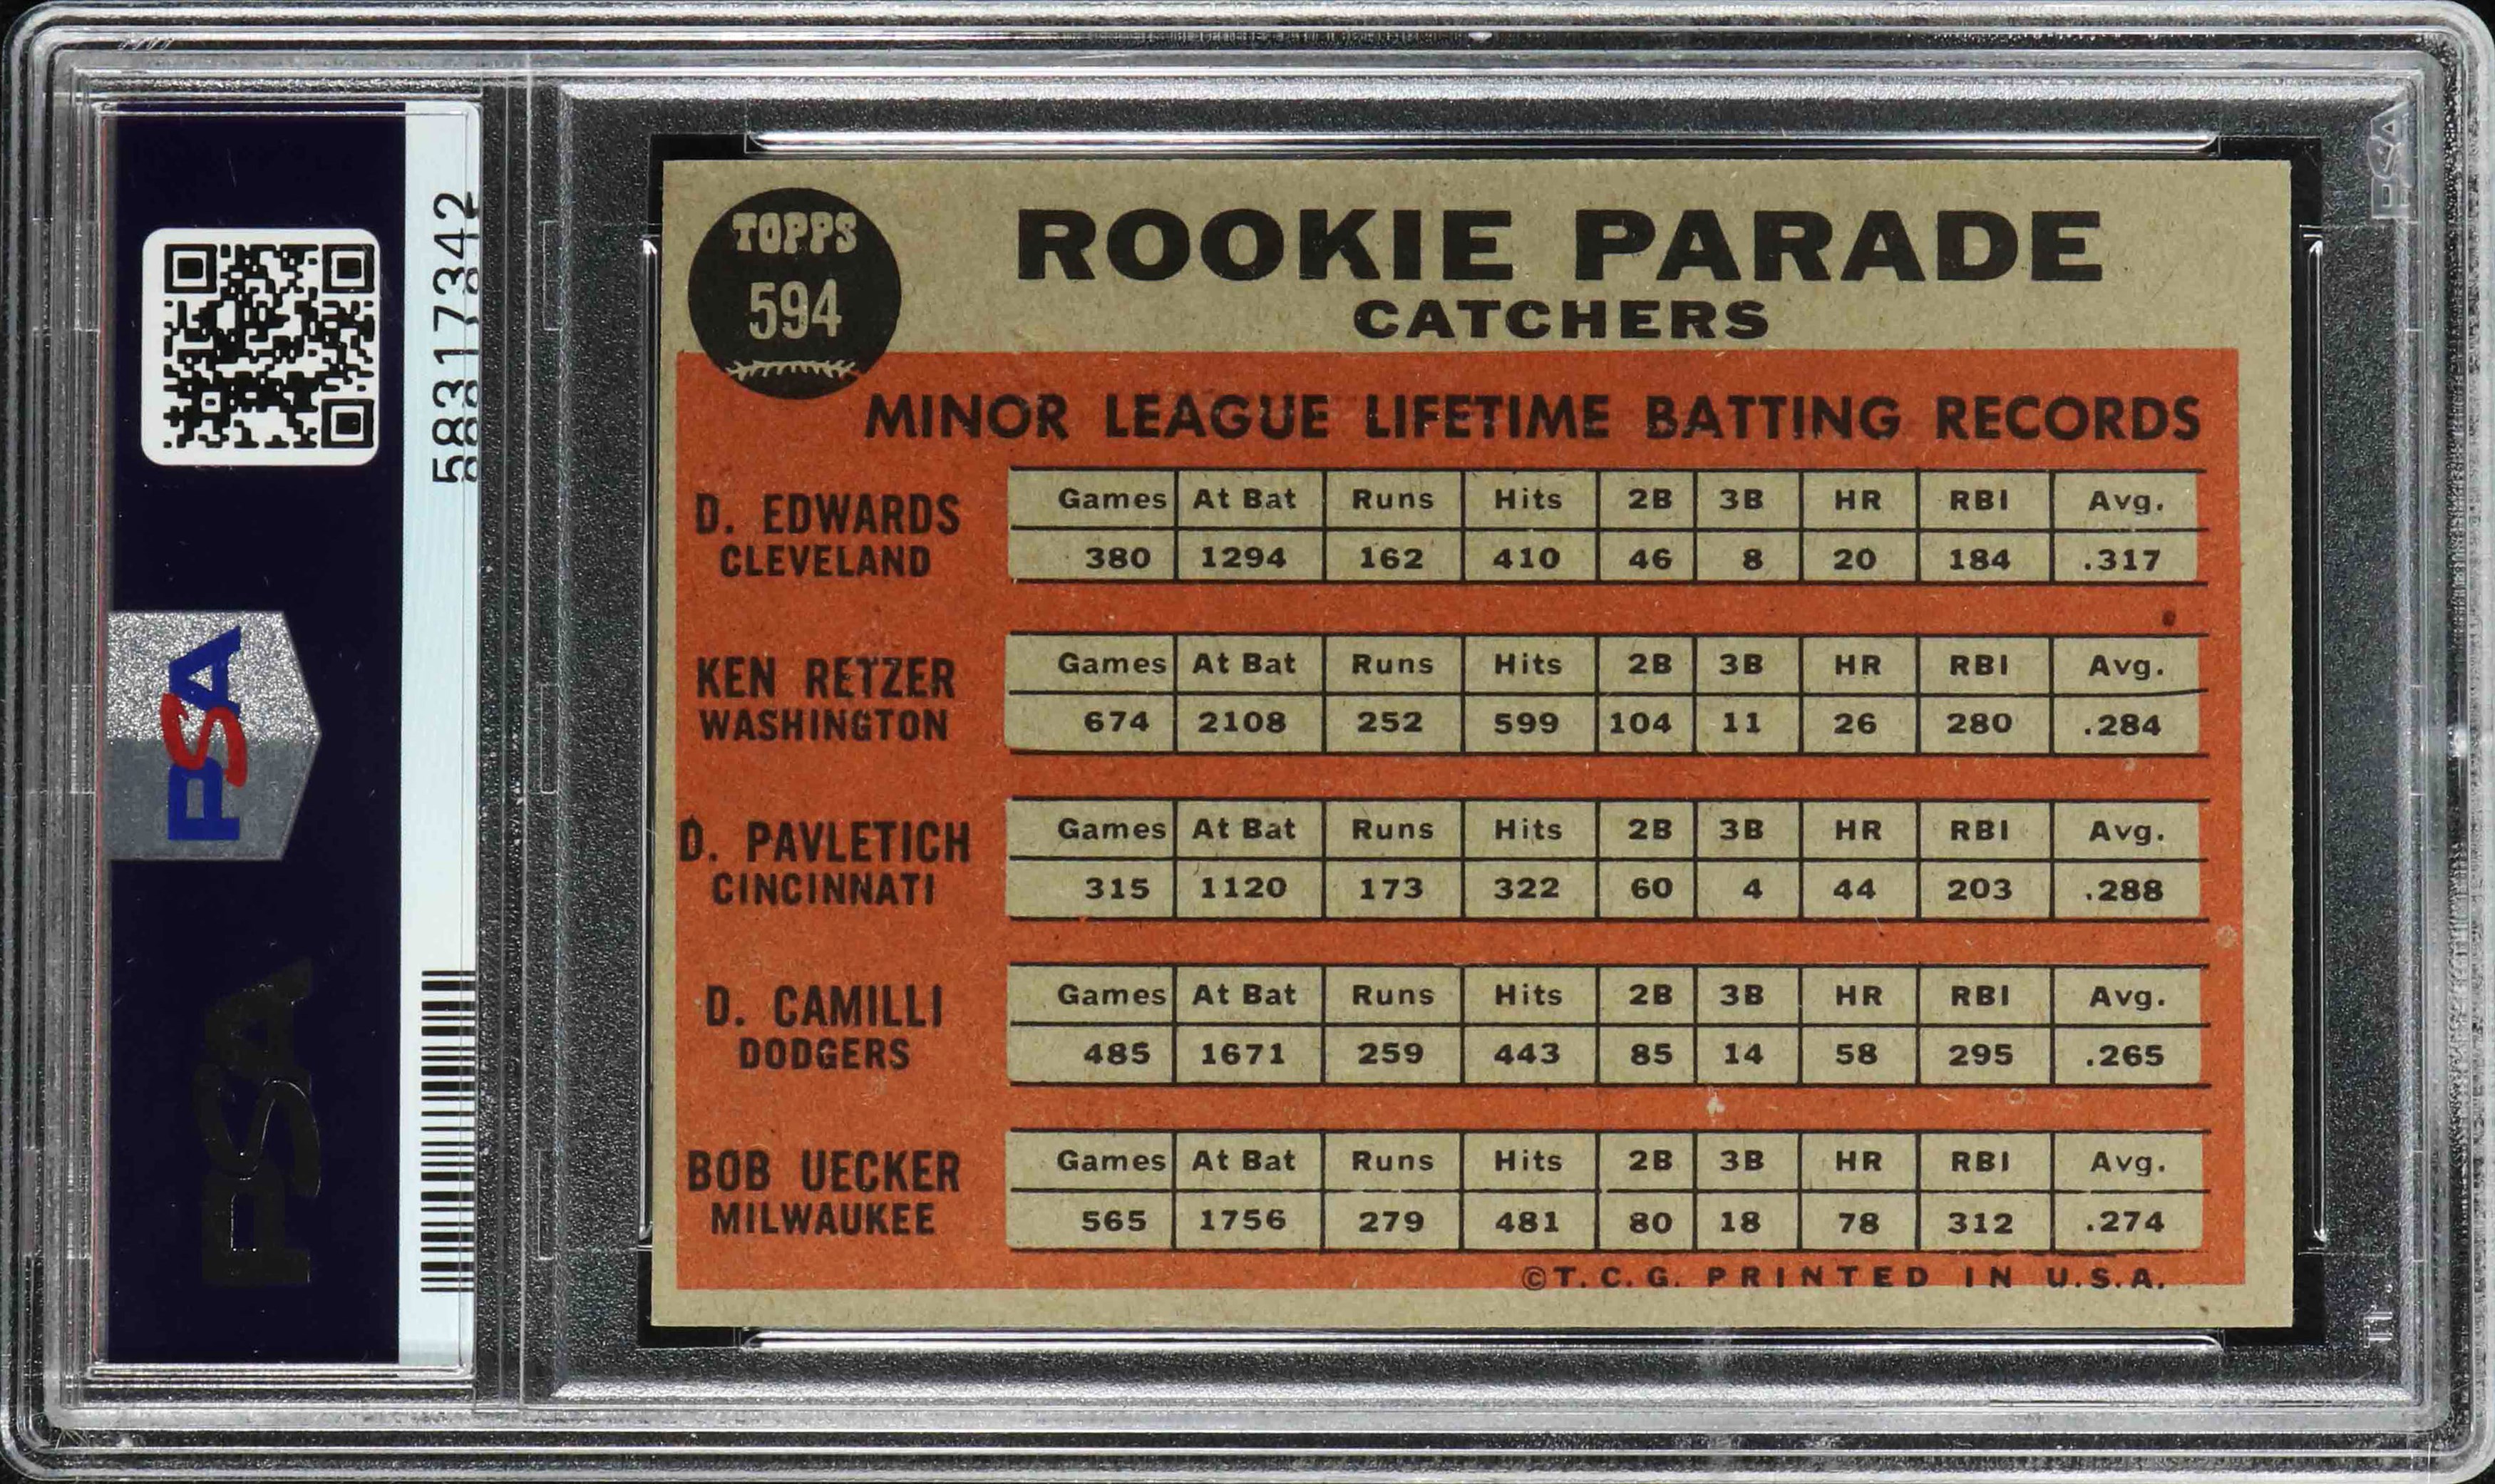 58317342
PSA
PSA
PSA
TOPPS
594
ROOKIE PARADE
CATCHERS
MINOR LEAGUE LIFETIME BATTING RECORDS
D. EDWARDS
CLEVELAND
Games At Bat Runs Hits 2B 3B HR RBI Avg.
380 1294 162 410 46 8 20 184 .317
KEN RETZER
WASHINGTON
Games At Bat Runs Hits 2B 3B HR RBI Avg.
674 2108 252 599 104 11 26 280 .284
D. PAVLETICH
CINCINNATI
Games At Bat Runs Hits 2B 3B HR RBI Avg.
315 1120 173 322 60 4 44 203 .288
D. CAMILLI
DODGERS
Games At Bat Runs Hits 2B 3B HR RBI Avg.
485 1671 259 443 85 14 58 295 .265
BOB UECKER
MILWAUKEE
Games At Bat Runs Hits 2B 3B HR RBI Avg.
565 1756 279 481 80 18 78 312 .274
©T.C.G. PRINTED IN U.S.A.